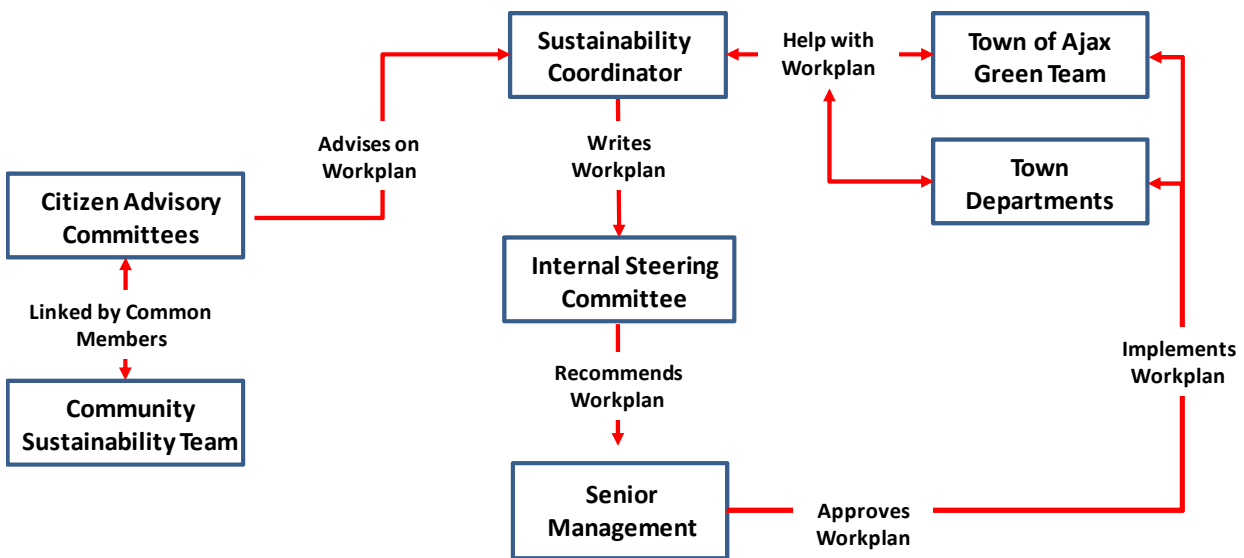 Sustainability
Coordinator
Help with
Workplan
Town of Ajax
Green Team
Advises on
Workplan
Writes
Workplan
Town
Departments
Citizen Advisory
Committees
Internal Steering
Committee
Linked by Common
Members
Implements
Workplan
Recommends
Workplan
Community
Sustainability Team
Senior
Management
Approves
Workplan